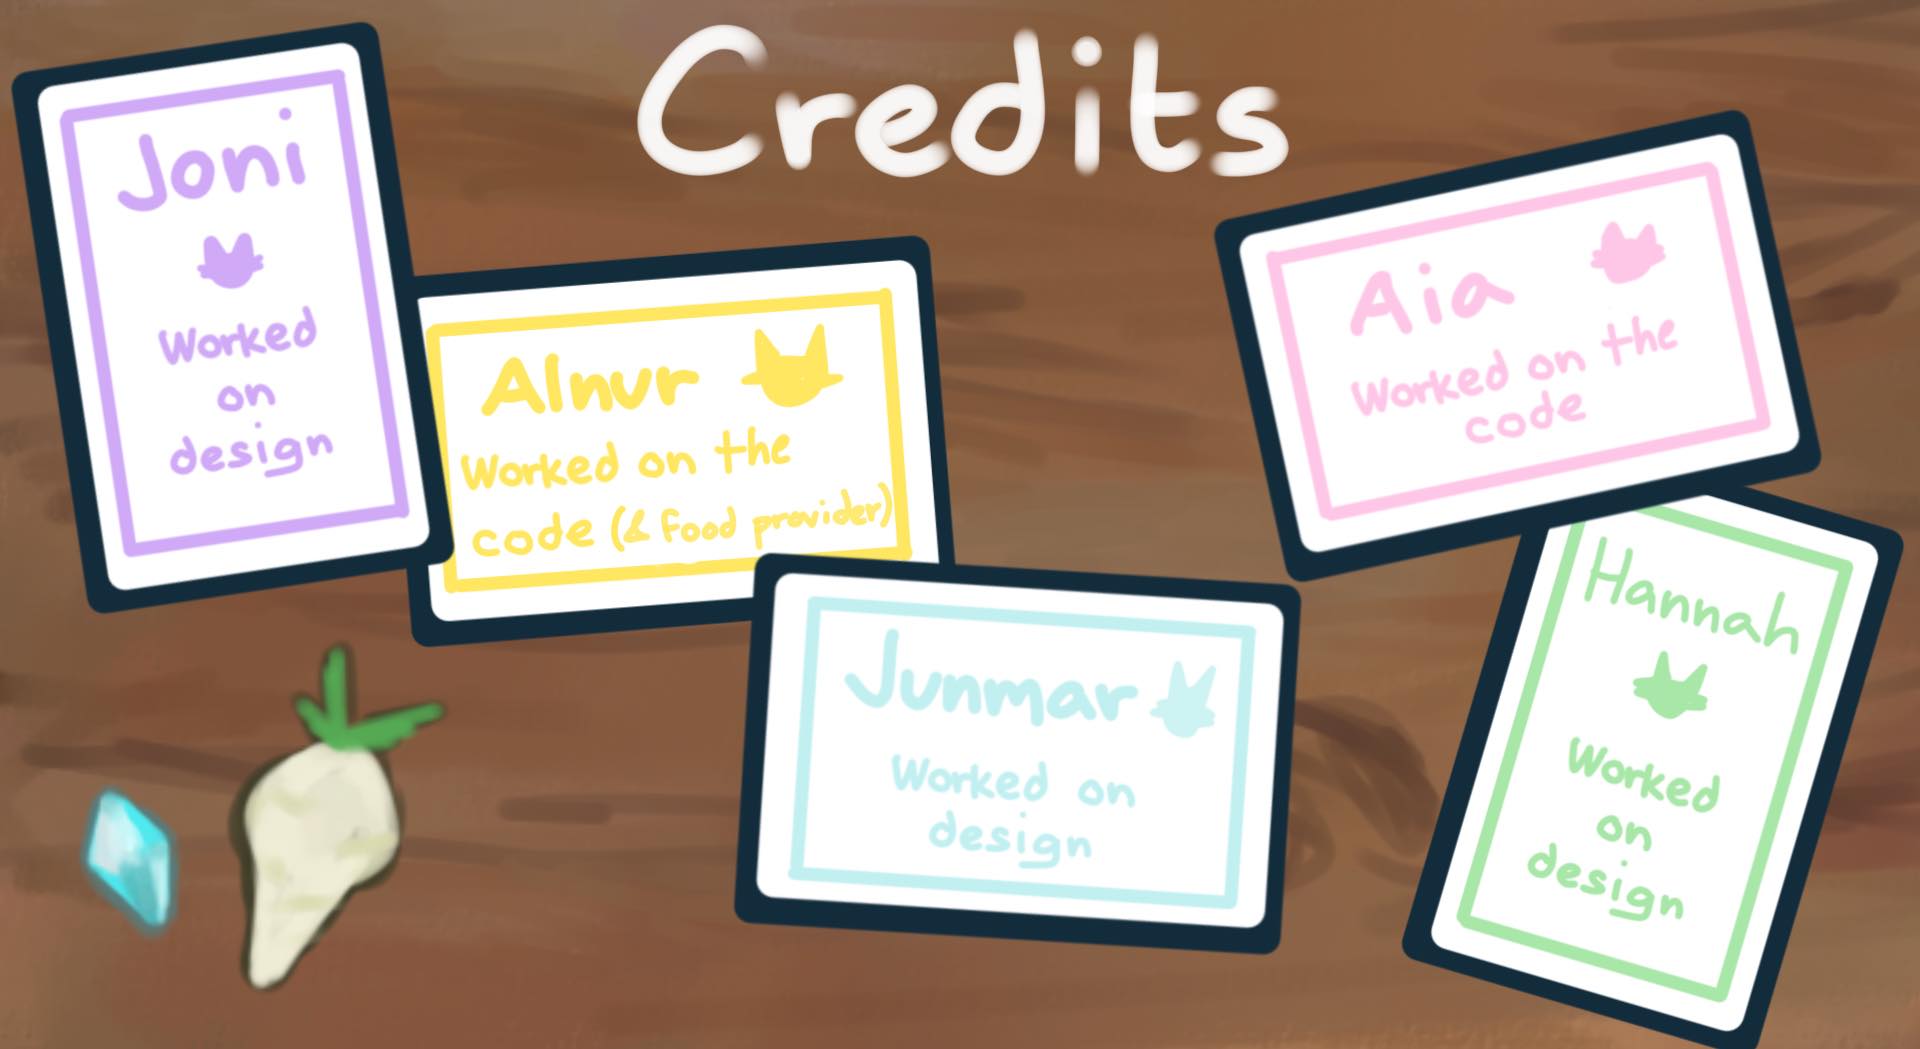 Credits
Joni
Worked
on
design
Alnur
Worked on the
code (& food provider)
Junmar
Worked on
design
Aia
Worked on the
code
Hannah
Worked
on
design